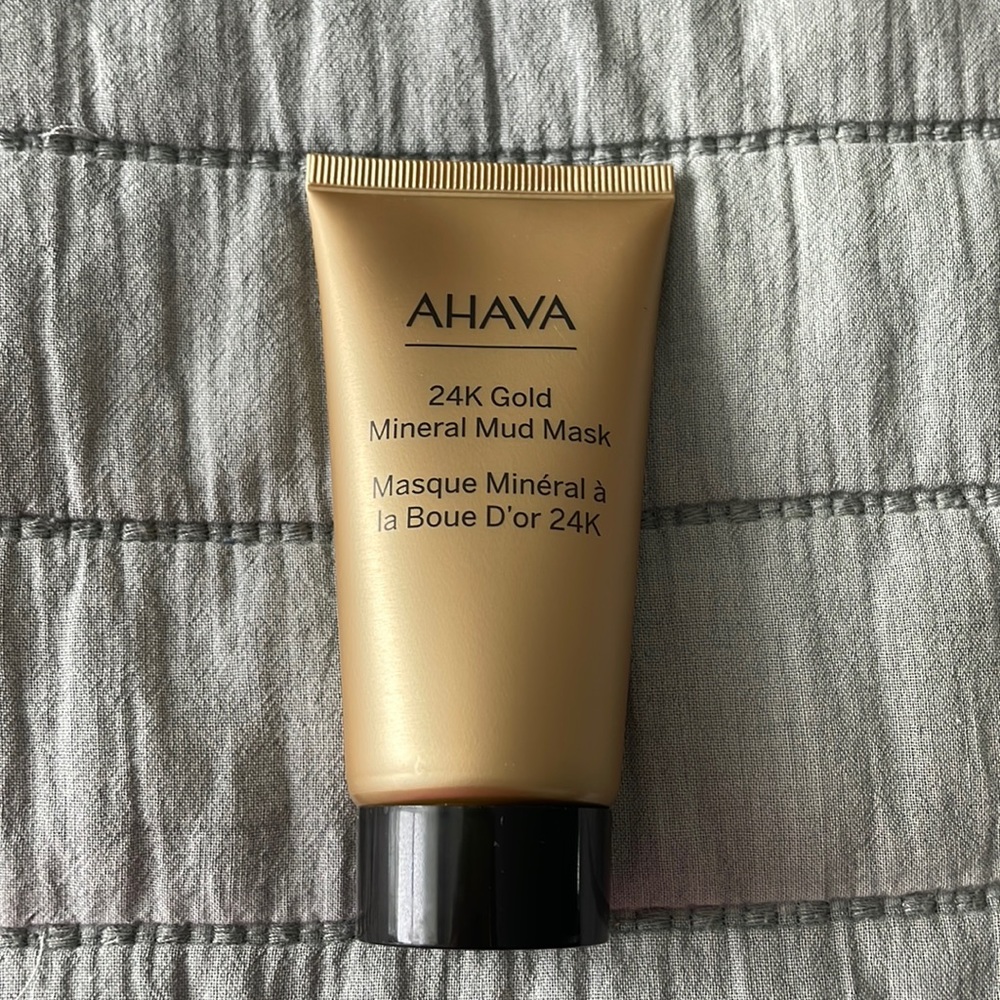 AHAVA
24K Gold
Mineral Mud Mask
Masque Minéral à
la Boue D'or 24K